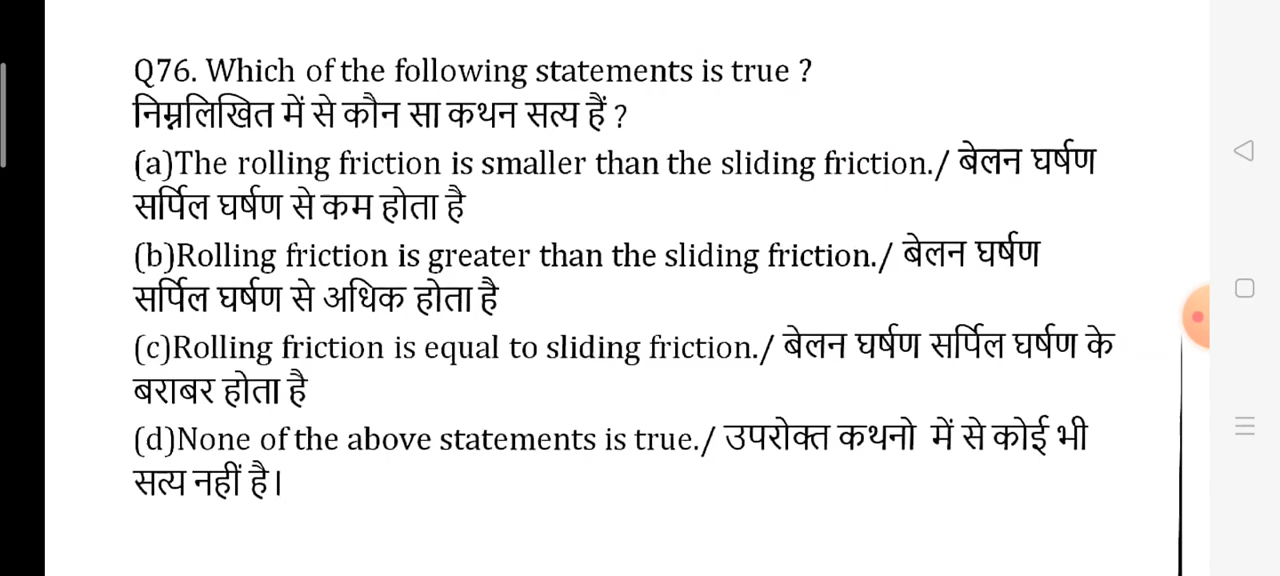 Q76. Which of the following statements is true ?
निम्नलिखित में से कौन सा कथन सत्य हैं ?
(a)The rolling friction is smaller than the sliding friction./ बेलन घर्षण
सर्पिल घर्षण से कम होता है
(b)Rolling friction is greater than the sliding friction./ बेलन घर्षण
सर्पिल घर्षण से अधिक होता है
(c)Rolling friction is equal to sliding friction./ बेलन घर्षण सर्पिल घर्षण के
बराबर होता है
(d)None of the above statements is true./ उपरोक्त कथनो में से कोई भी
सत्य नहीं है।